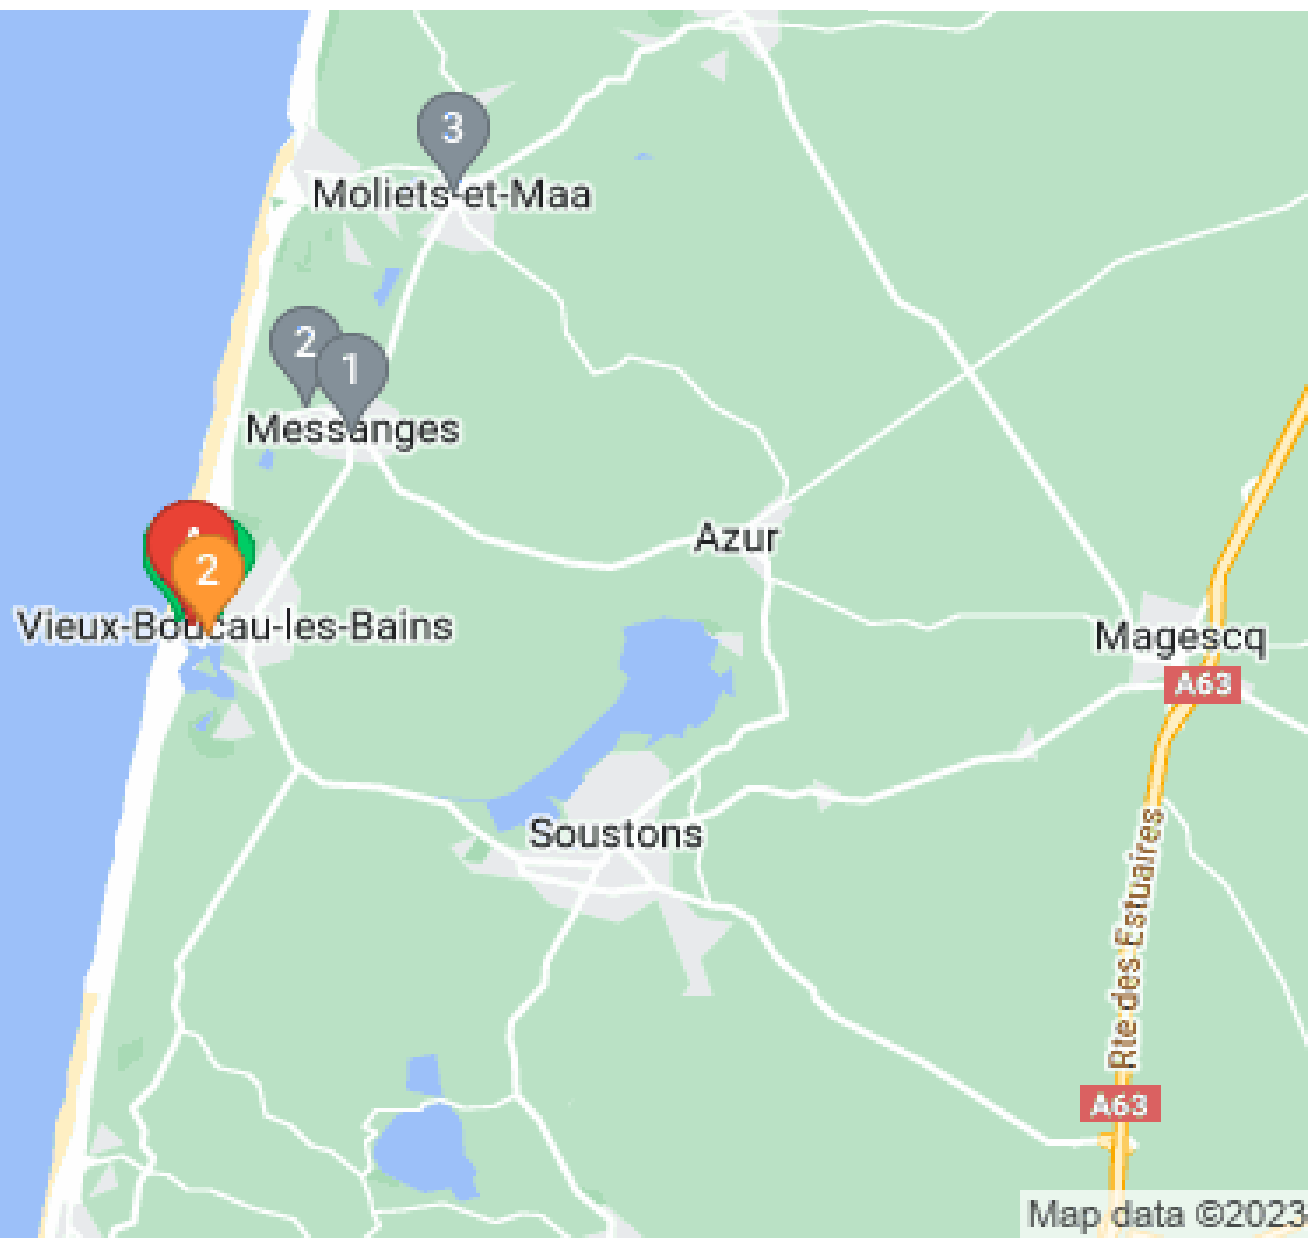 3
Moliets-et-Maa
2
1
Messanges
Azur
2
Vieux-Boucau-les-Bains
Magescq
A63
Soustons
Rte des Estuaires
A63
Map data ©2023